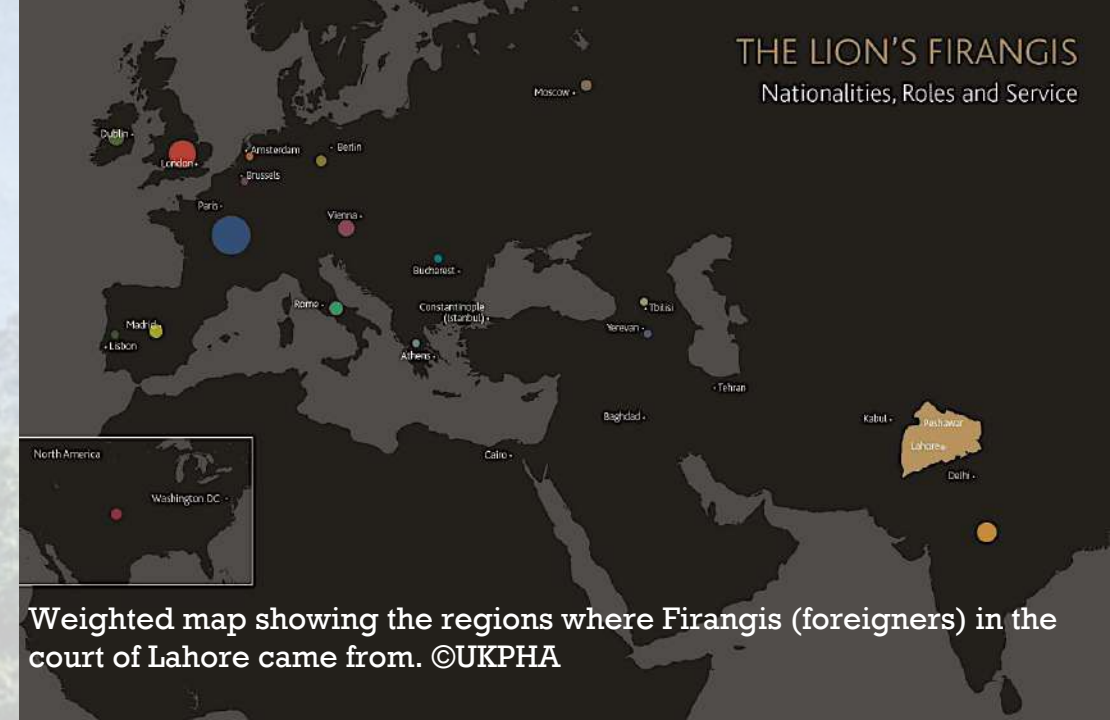 THE LION'S FIRANGIS
Nationalities, Roles and Service
Moscow
Dublin
London
Amsterdam
Berlin
Brussels
Paris
Vienna
Bucharest
Rome
Constantinople
(Istanbul)
Tbilisi
Yerevan
Madrid
Lisbon
Athens
Tehran
Baghdad
Kabul
Peshawar
Lahore
Delhi
Cairo
North America
Washington DC
Weighted map showing the regions where Firangis (foreigners) in the
court of Lahore came from. ©UKPHA